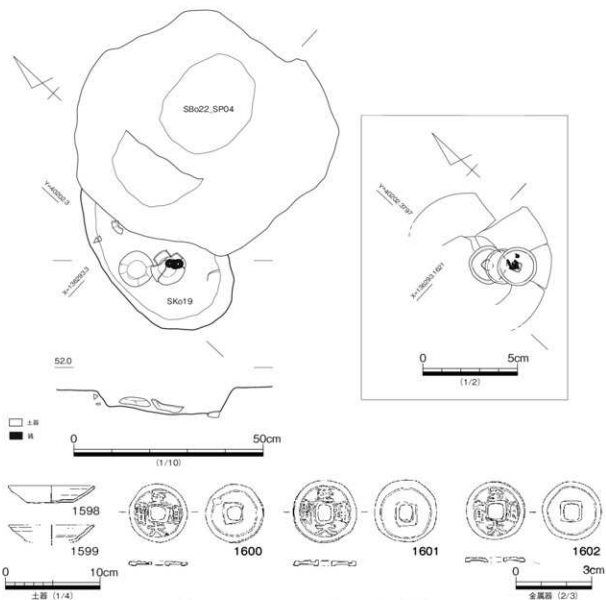 SBo22_SP04
Y=40202.3
X=136293.3
SKo19
52.0
土器
銭
0 50cm
(1/10)
Y=40202.3797
X=136293.1621
0 5cm
(1/2)
1598
1599
1600
1601
1602
0 10cm
土器 (1/4)
0 3cm
金属器 (2/3)